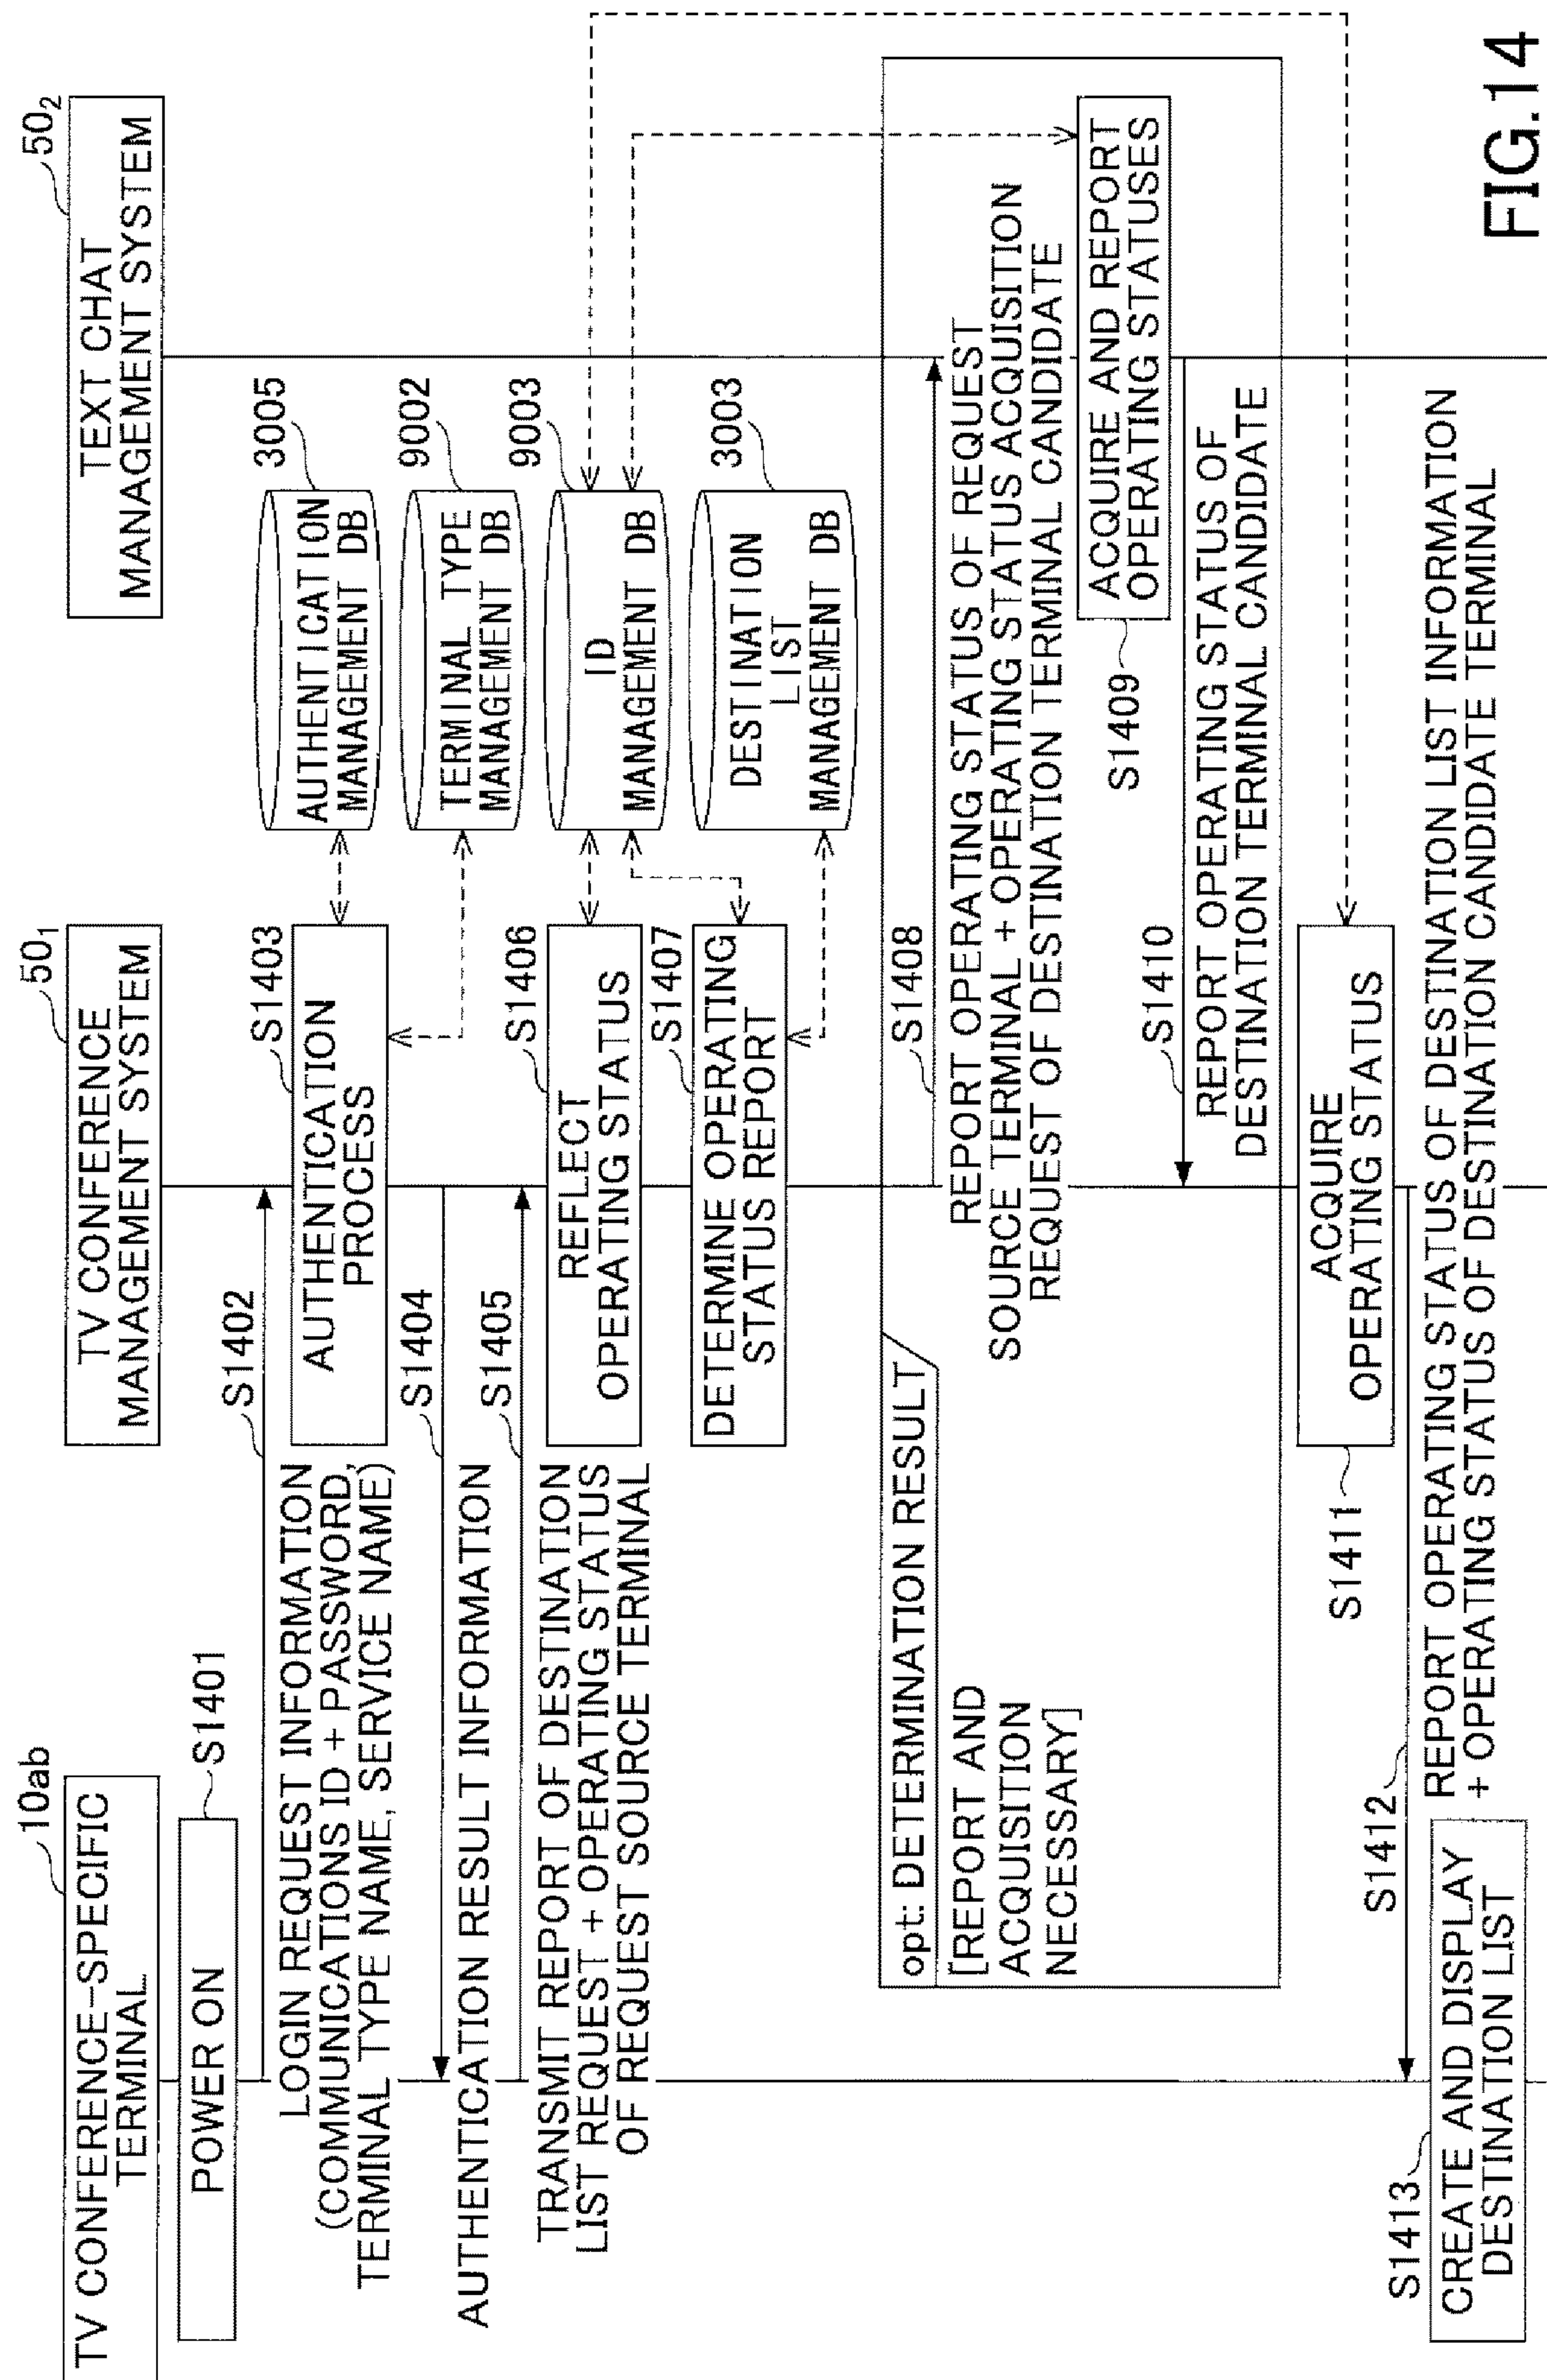 10ab
TV CONFERENCE-SPECIFIC
TERMINAL
50₁
TV CONFERENCE
MANAGEMENT SYSTEM
50₂
TEXT CHAT
MANAGEMENT SYSTEM
POWER ON
S1401
S1402
LOGIN REQUEST INFORMATION
(COMMUNICATIONS ID + PASSWORD,
TERMINAL TYPE NAME, SERVICE NAME)
S1403
AUTHENTICATION
PROCESS
3005
AUTHENTICATION
MANAGEMENT DB
S1404
AUTHENTICATION RESULT INFORMATION
9002
TERMINAL TYPE
MANAGEMENT DB
S1405
TRANSMIT REPORT OF DESTINATION
LIST REQUEST + OPERATING STATUS
OF REQUEST SOURCE TERMINAL
S1406
REFLECT
OPERATING STATUS
9003
ID
MANAGEMENT DB
S1407
DETERMINE OPERATING
STATUS REPORT
3003
DESTINATION
LIST
MANAGEMENT DB
opt: DETERMINATION RESULT
[REPORT AND
ACQUISITION
NECESSARY]
S1408
REPORT OPERATING STATUS OF REQUEST
SOURCE TERMINAL + OPERATING STATUS ACQUISITION
REQUEST OF DESTINATION TERMINAL CANDIDATE
S1409
ACQUIRE AND REPORT
OPERATING STATUSES
S1410
REPORT OPERATING STATUS OF
DESTINATION TERMINAL CANDIDATE
S1411
ACQUIRE
OPERATING STATUS
S1412
REPORT OPERATING STATUS OF DESTINATION LIST INFORMATION
+ OPERATING STATUS OF DESTINATION CANDIDATE TERMINAL
S1413
CREATE AND DISPLAY
DESTINATION LIST
FIG.14